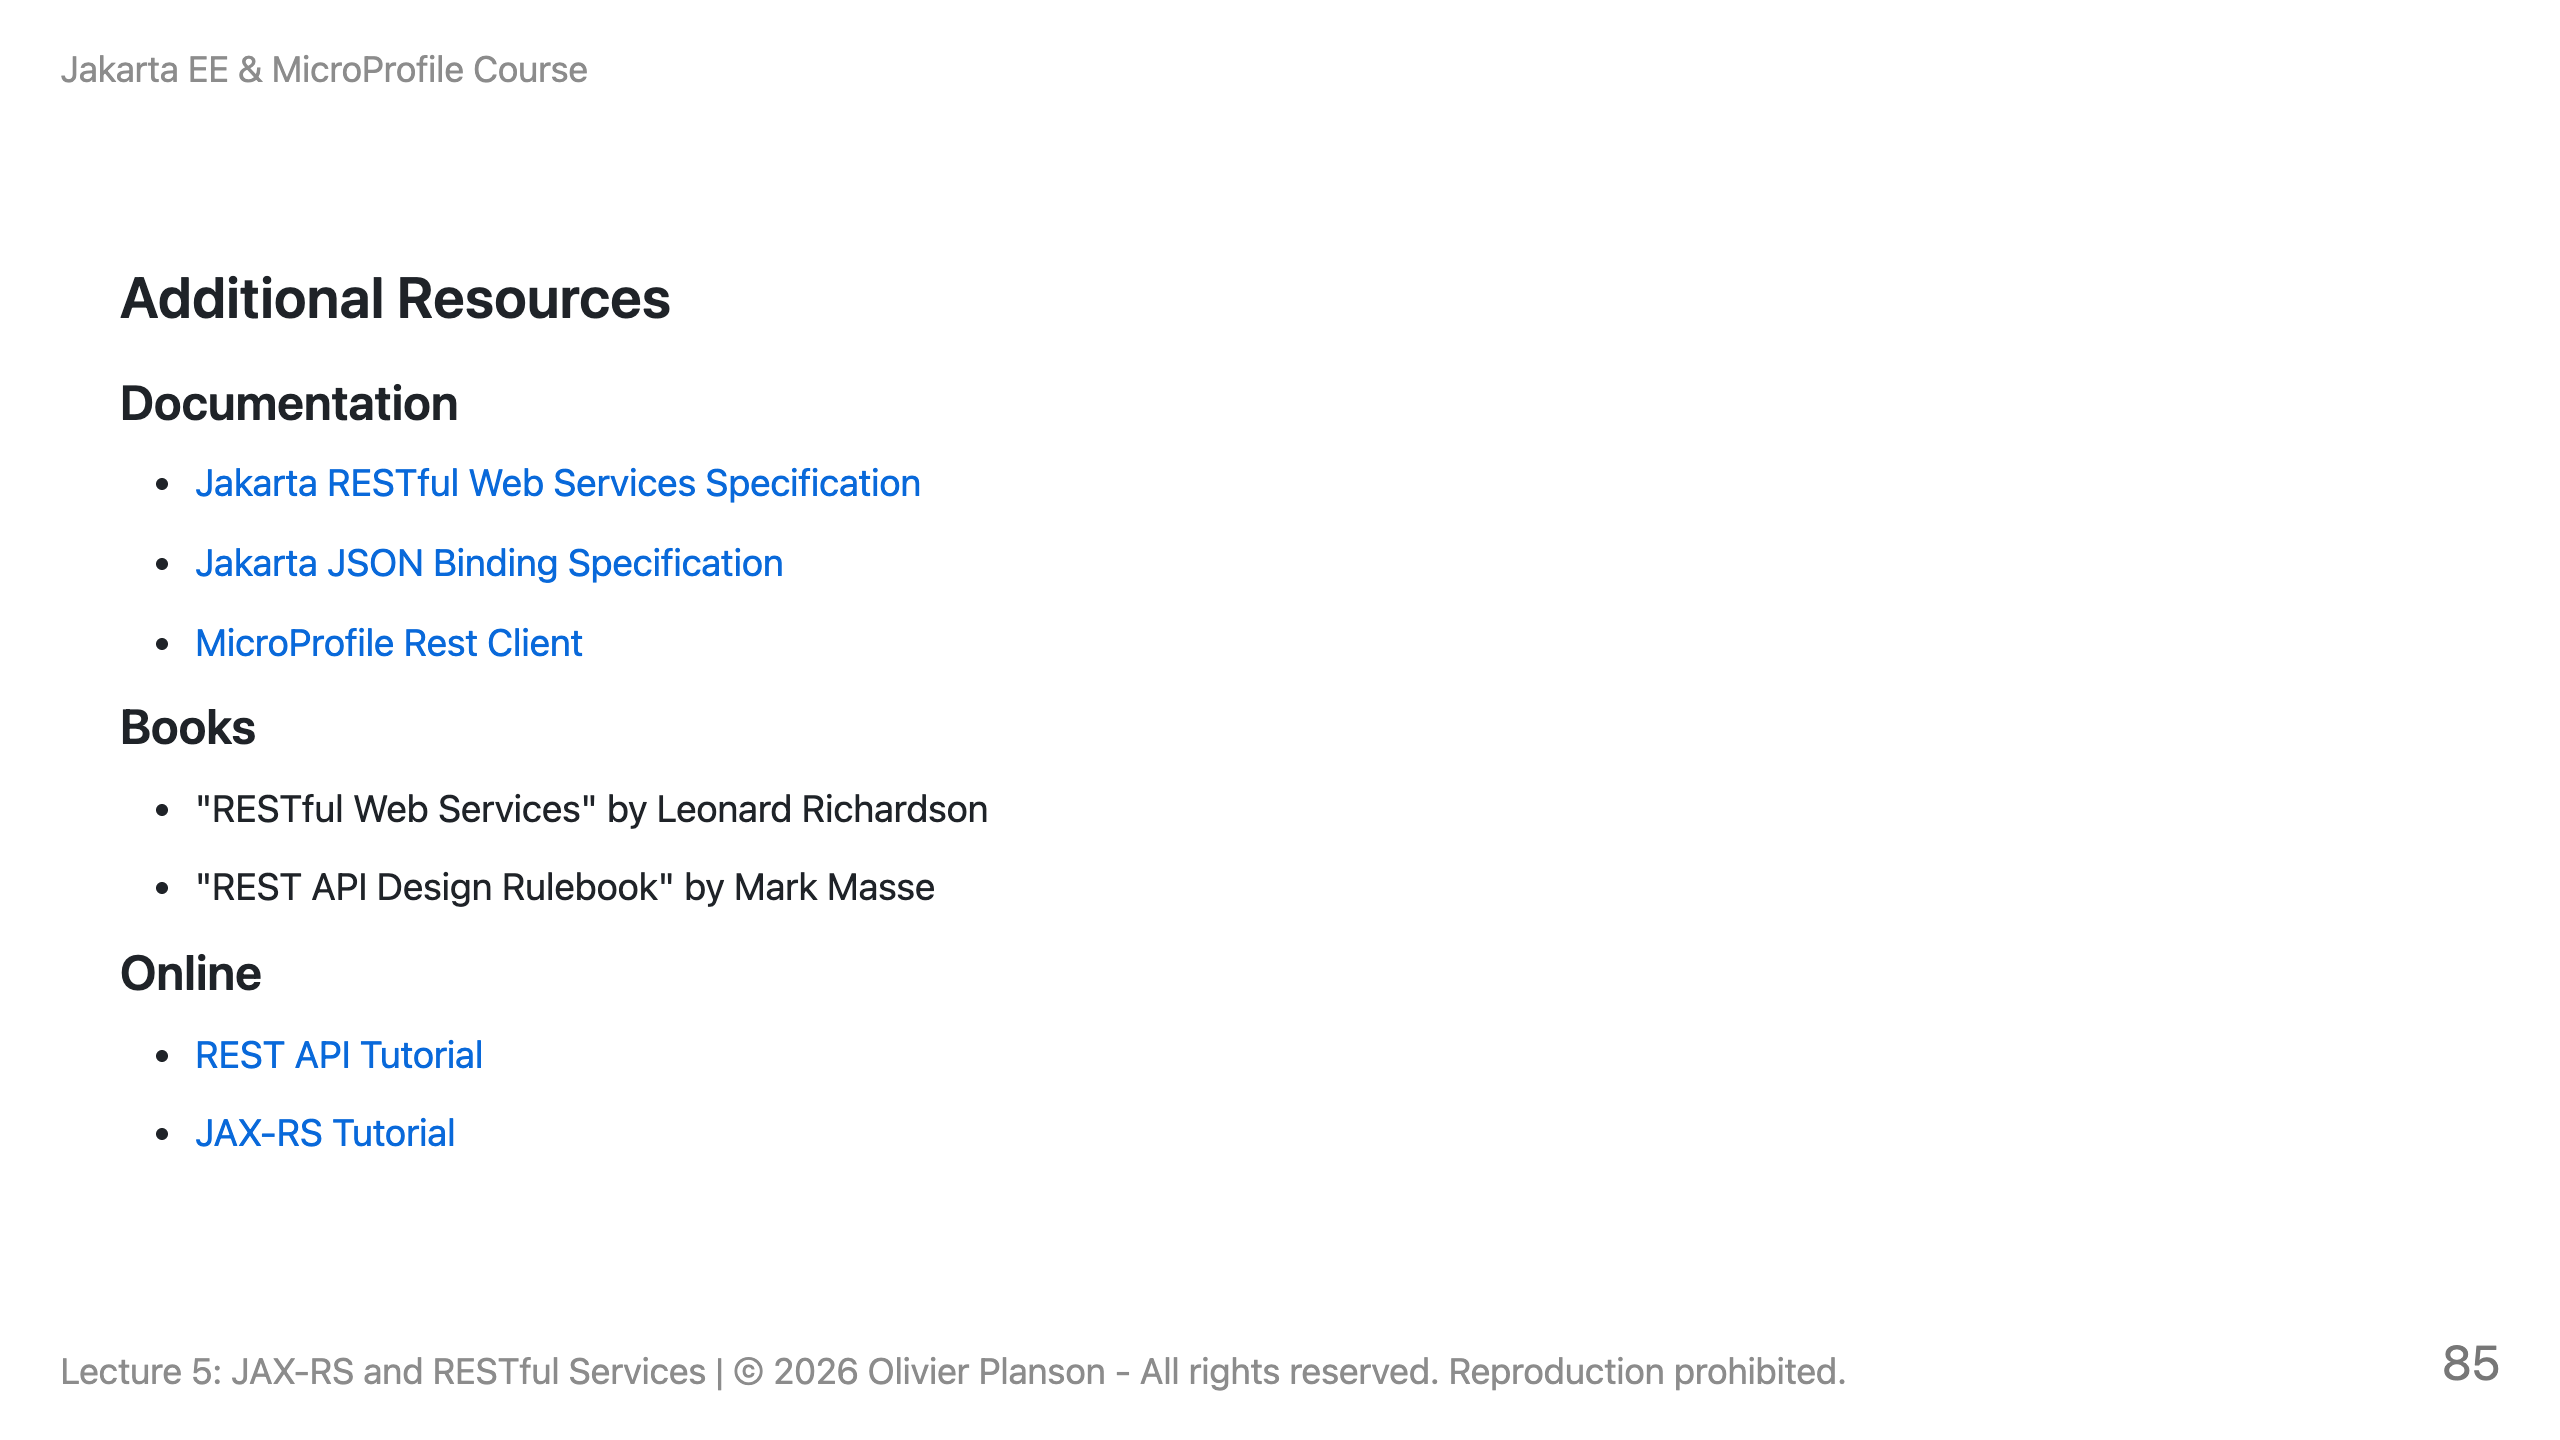 Jakarta EE & MicroProfile Course
Additional Resources
Documentation
• Jakarta RESTful Web Services Specification
• Jakarta JSON Binding Specification
• MicroProfile Rest Client
Books
• "RESTful Web Services" by Leonard Richardson
• "REST API Design Rulebook" by Mark Masse
Online
• REST API Tutorial
• JAX-RS Tutorial
Lecture 5: JAX-RS and RESTful Services | © 2026 Olivier Planson - All rights reserved. Reproduction prohibited.
85